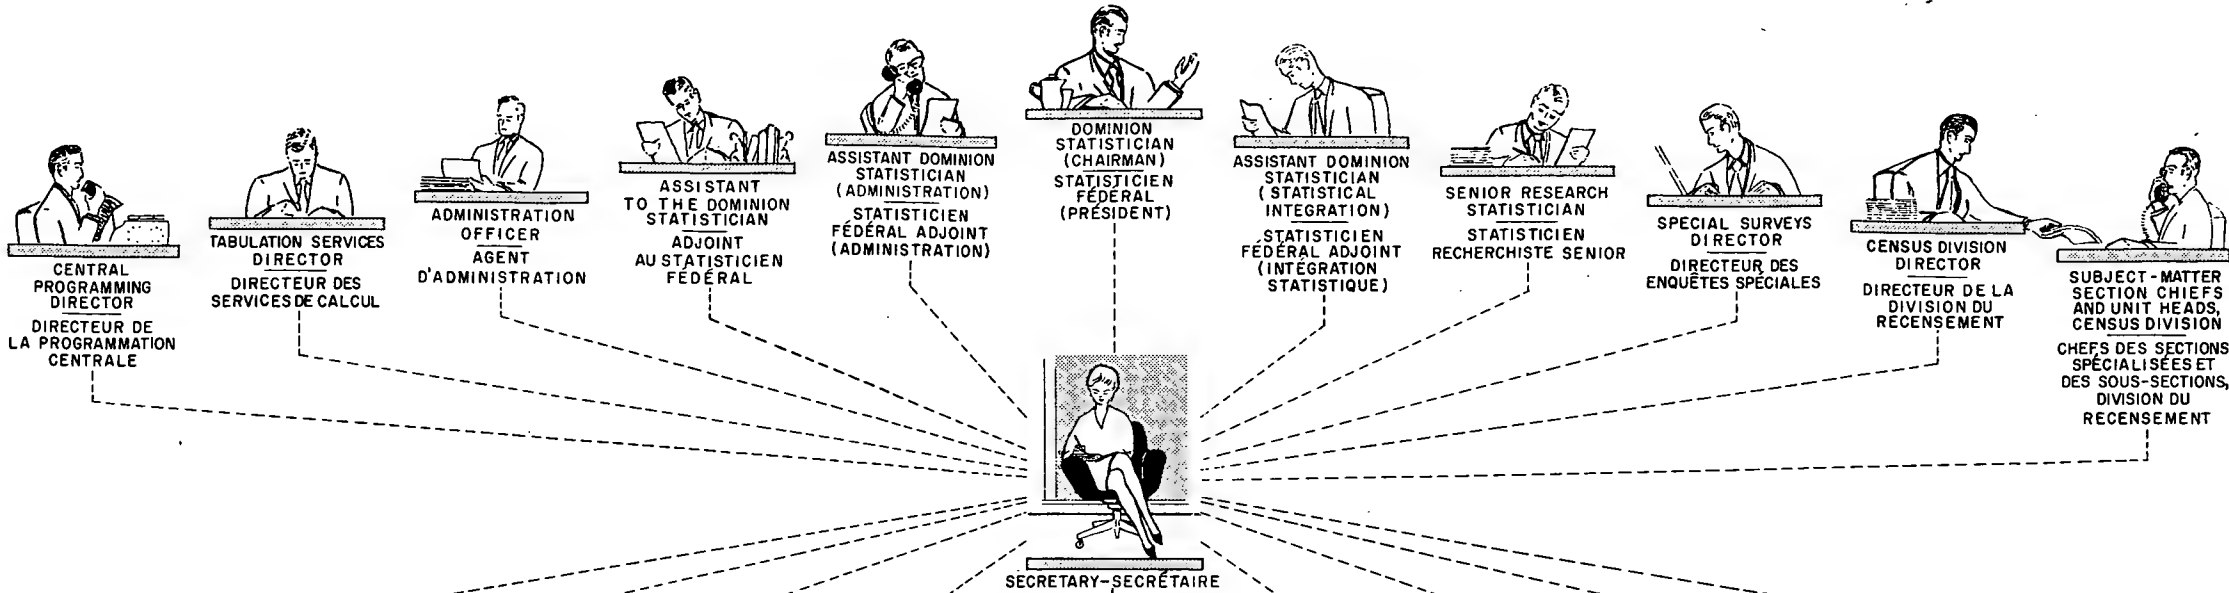 CENTRAL
PROGRAMMING
DIRECTOR
DIRECTEUR DE
LA PROGRAMMATION
CENTRALE
TABULATION SERVICES
DIRECTOR
DIRECTEUR DES
SERVICES DE CALCUL
ADMINISTRATION
OFFICER
AGENT
D'ADMINISTRATION
ASSISTANT
TO THE DOMINION
STATISTICIAN
ADJOINT
AU STATISTICIEN
FÉDÉRAL
ASSISTANT DOMINION
STATISTICIAN
(ADMINISTRATION)
STATISTICIEN
FÉDÉRAL ADJOINT
(ADMINISTRATION)
DOMINION
STATISTICIAN
(CHAIRMAN)
STATISTICIEN
FÉDÉRAL
(PRÉSIDENT)
ASSISTANT DOMINION
STATISTICIAN
(STATISTICAL
INTEGRATION)
STATISTICIEN
FÉDÉRAL ADJOINT
(INTÉGRATION
STATISTIQUE)
SENIOR RESEARCH
STATISTICIAN
STATISTICIEN
RECHERCHISTE SENIOR
SPECIAL SURVEYS
DIRECTOR
DIRECTEUR DES
ENQUÊTES SPÉCIALES
CENSUS DIVISION
DIRECTOR
DIRECTEUR DE LA
DIVISION DU
RECENSEMENT
SUBJECT-MATTER
SECTION CHIEFS
AND UNIT HEADS,
CENSUS DIVISION
CHEFS DES SECTIONS
SPÉCIALISÉES ET
DES SOUS-SECTIONS,
DIVISION DU
RECENSEMENT
SECRETARY-SECRÉTAIRE